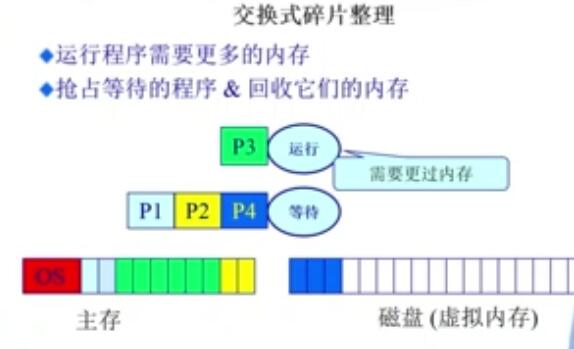 交换式碎片整理
◆运行程序需要更多的内存
◆抢占等待的程序 & 回收它们的内存
P3 运行
需要更过内存
P1 P2 P4 等待
OS
主存 磁盘 (虚拟内存)